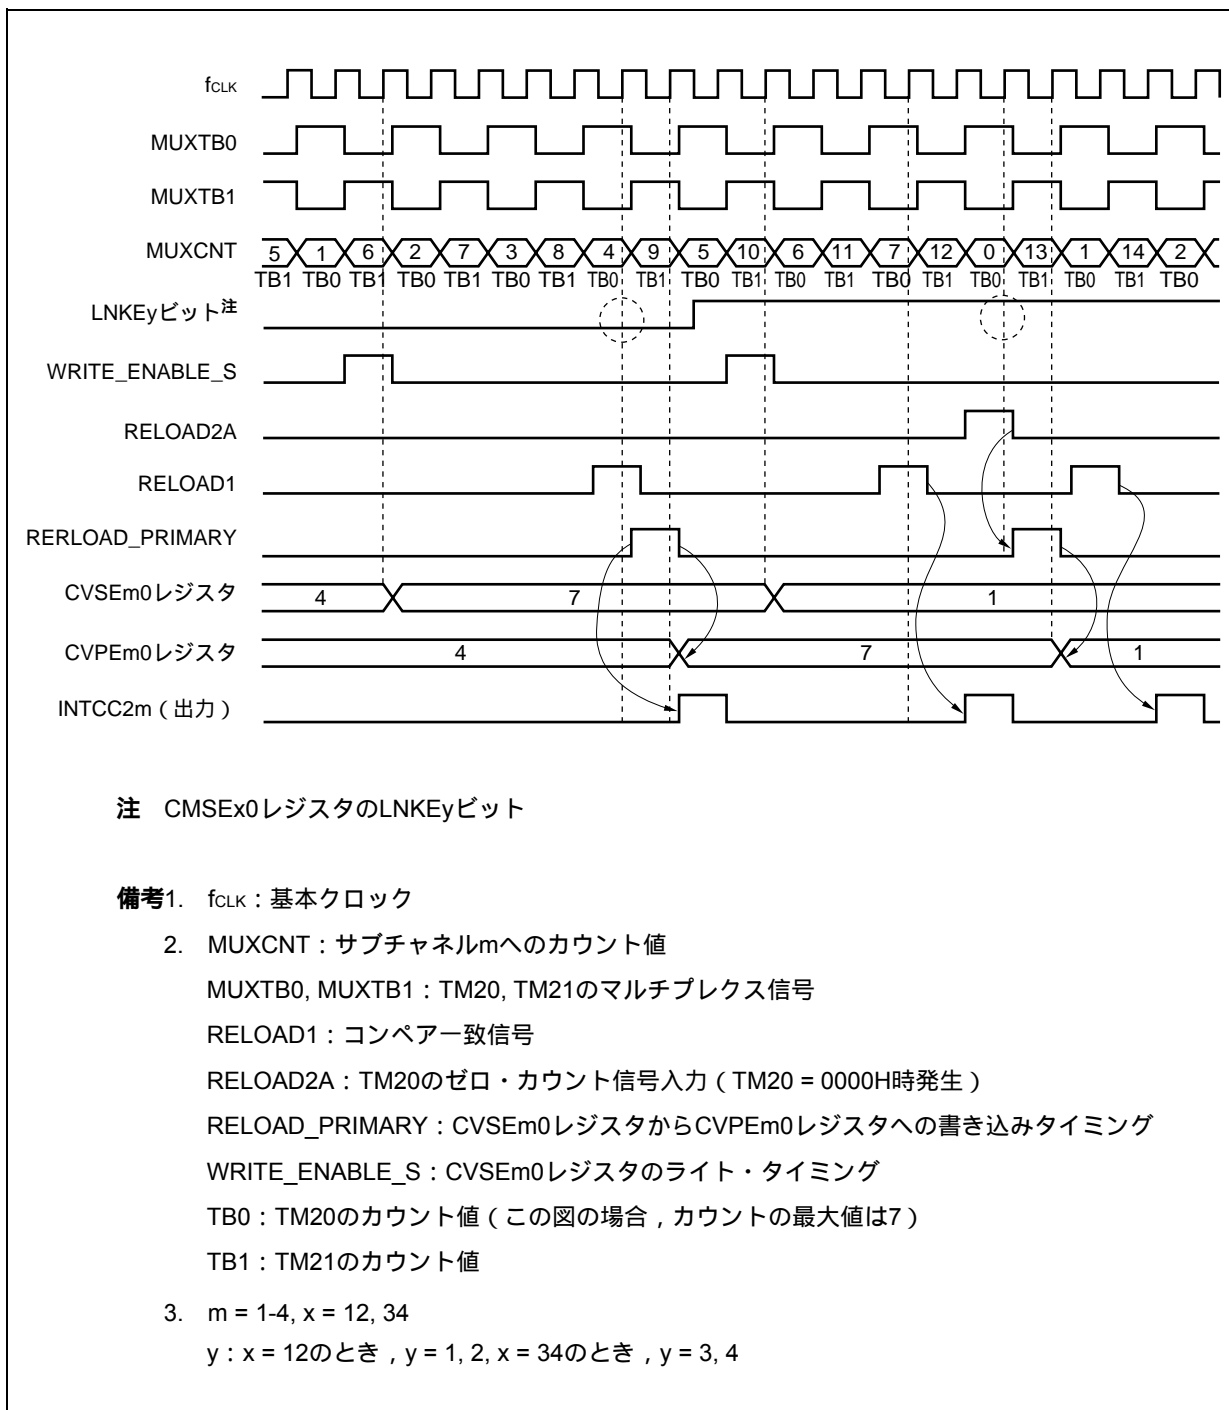 fCLK
MUXTB0
MUXTB1
MUXCNT 5 1 6 2 7 3 8 4 9 5 10 6 11 7 12 0 13 1 14 2
TB1 TB0 TB1 TB0 TB1 TB0 TB1 TB0 TB1 TB0 TB1 TB0 TB1 TB0 TB1 TB0 TB1 TB0 TB1 TB0
LNKEyビット注
WRITE_ENABLE_S
RELOAD2A
RELOAD1
RERLOAD_PRIMARY
CVSEm0レジスタ 4 7 1
CVPEm0レジスタ 4 7 1
INTCC2m（出力）
注 CMSEx0レジスタのLNKEyビット
備考1. fCLK：基本クロック
2. MUXCNT：サブチャネルmへのカウント値
MUXTB0, MUXTB1：TM20, TM21のマルチプレクス信号
RELOAD1：コンペア一致信号
RELOAD2A：TM20のゼロ・カウント信号入力（TM20 = 0000H時発生）
RELOAD_PRIMARY：CVSEm0レジスタからCVPEm0レジスタへの書き込みタイミング
WRITE_ENABLE_S：CVSEm0レジスタのライト・タイミング
TB0：TM20のカウント値（この図の場合，カウントの最大値は7）
TB1：TM21のカウント値
3. m = 1-4, x = 12, 34
y：x = 12のとき，y = 1, 2, x = 34のとき，y = 3, 4